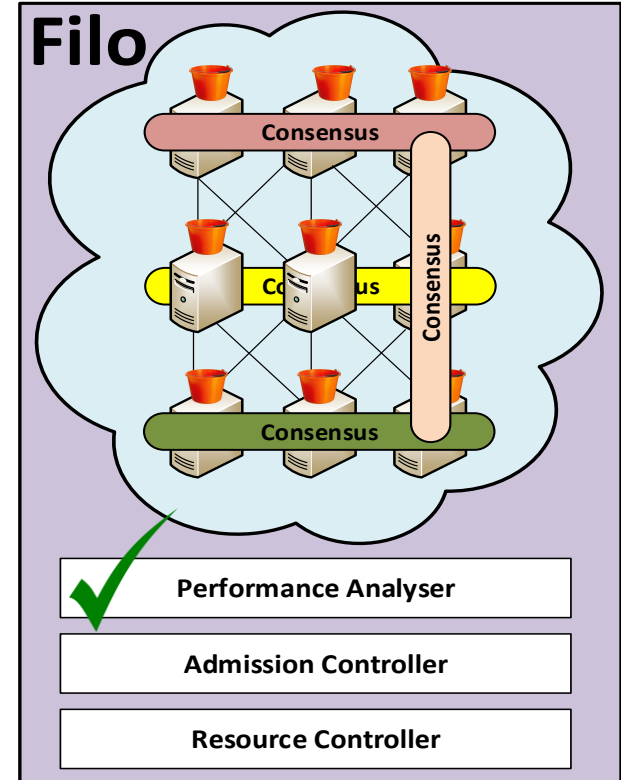 Filo
Consensus
Consensus
Consensus
Performance Analyser
Admission Controller
Resource Controller